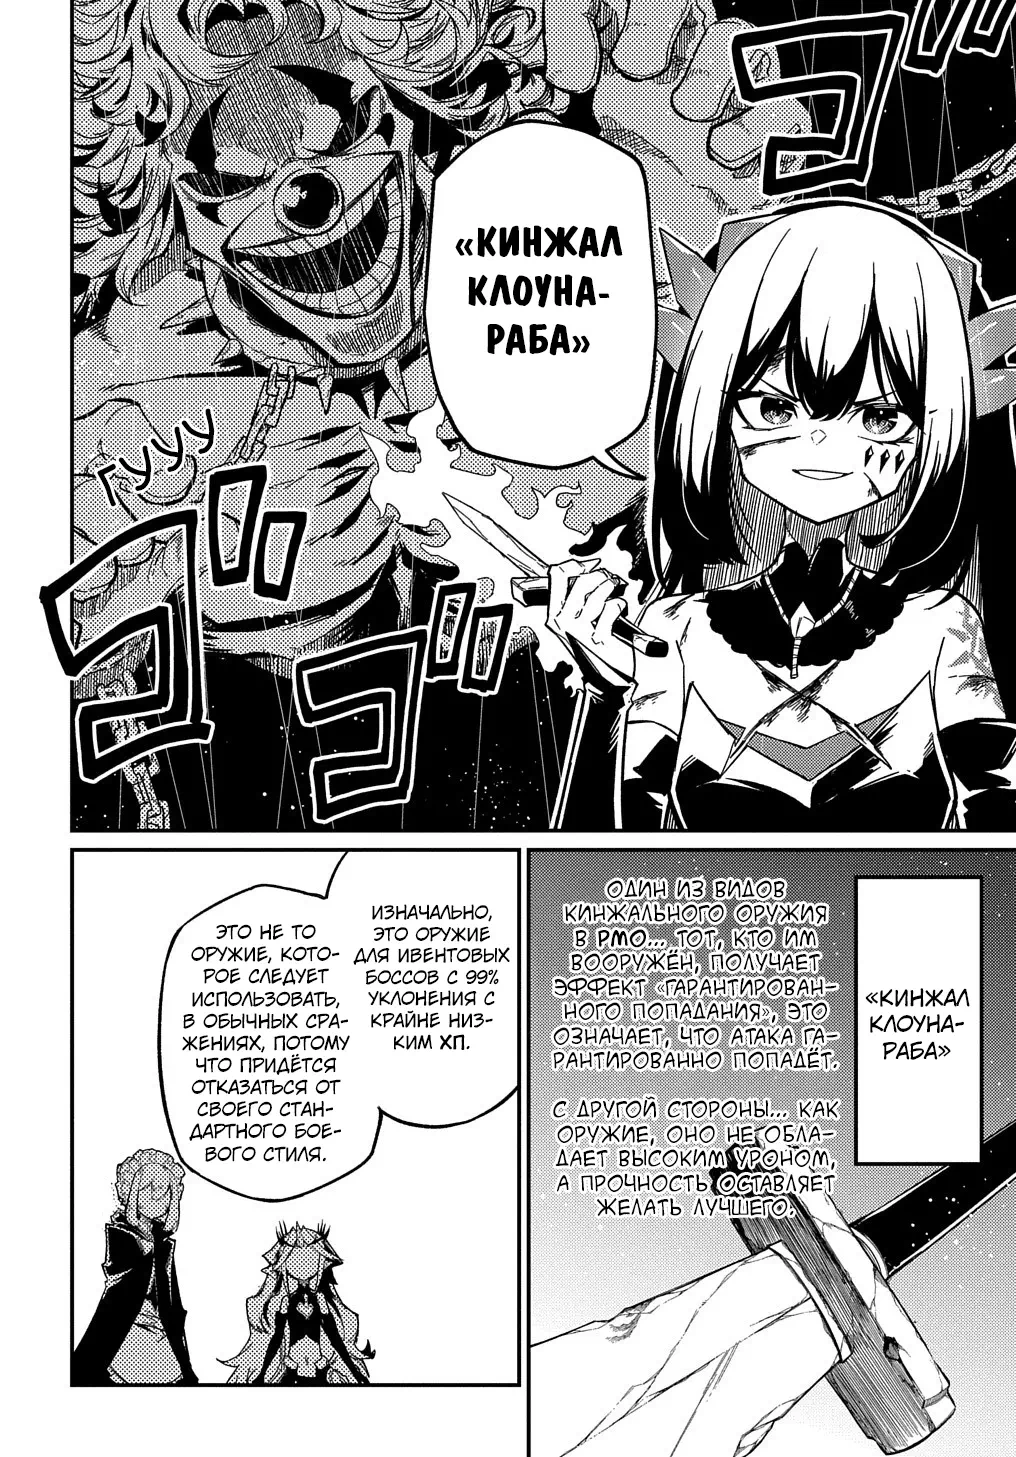 «КИНЖАЛ
КЛОУНА-
РАБА»
ГУУУ
ゴゴゴ
«КИНЖАЛ
КЛОУНА-
РАБА»
ОДИН ИЗ ВИДОВ
КИНЖАЛЬНОГО ОРУЖИЯ
В РМО... ТОТ, КТО ИМ
ВООРУЖЁН, ПОЛУЧАЕТ
ЭФФЕКТ «ГАРАНТИРОВАН-
НОГО ПОПАДАНИЯ», ЭТО
ОЗНАЧАЕТ, ЧТО АТАКА ГА-
РАНТИРОВАННО ПОПАДЁТ.
С ДРУГОЙ СТОРОНЫ... КАК
ОРУЖИЕ, ОНО НЕ ОБЛА-
ДАЕТ ВЫСОКИМ УРОНОМ,
А ПРОЧНОСТЬ ОСТАВЛЯЕТ
ЖЕЛАТЬ ЛУЧШЕГО.
ИЗНАЧАЛЬНО,
ЭТО ОРУЖИЕ
ДЛЯ ИВЕНТОВЫХ
БОССОВ С 99%
УКЛОНЕНИЯ С
КРАЙНЕ НИЗ-
КИМ ХП.
ЭТО НЕ ТО
ОРУЖИЕ, КОТО-
РОЕ СЛЕДУЕТ
ИСПОЛЬЗОВАТЬ,
В ОБЫЧНЫХ СРА-
ЖЕНИЯХ, ПОТОМУ
ЧТО ПРИДЁТСЯ
ОТКАЗАТЬСЯ ОТ
СВОЕГО СТАН-
ДАРТНОГО БОЕ-
ВОГО СТИЛЯ.